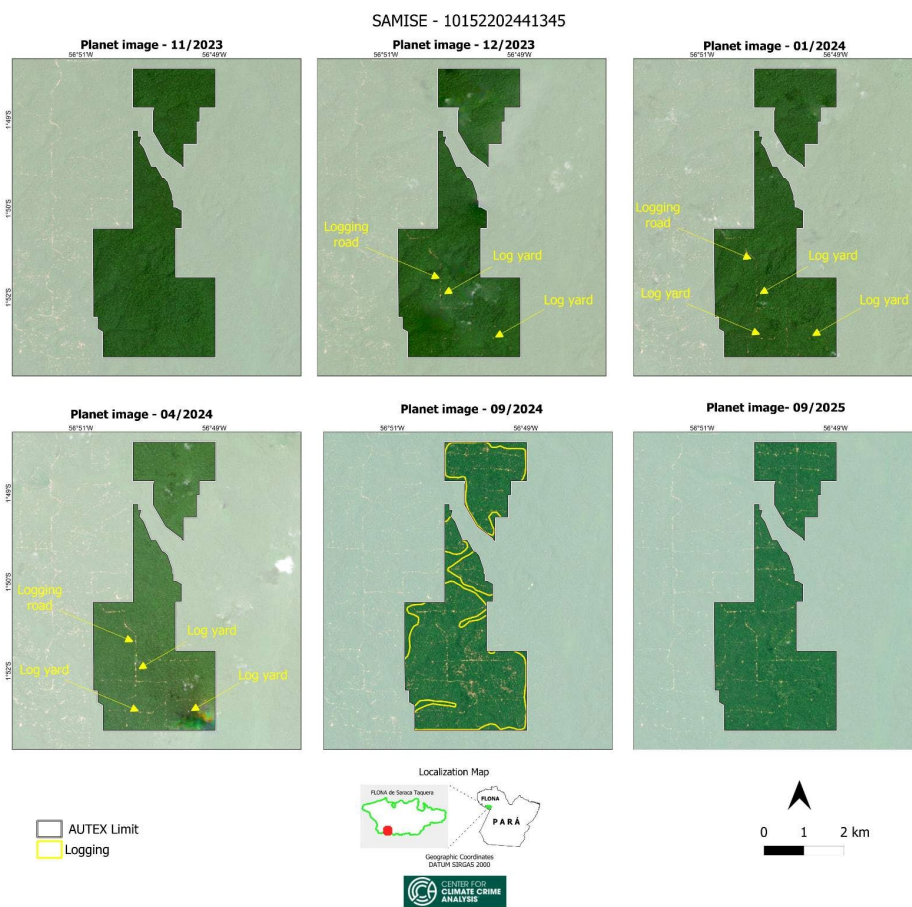 SAMISE - 10152202441345
Planet image - 11/2023
Planet image - 12/2023
Planet image - 01/2024
56°51'W
56°49'W
56°51'W
56°49'W
56°51'W
56°49'W
1°49'S
1°50'S
1°52'S
Logging
road
Log yard
Log yard
Logging
road
Log yard
Log yard
Log yard
Planet image - 04/2024
Planet image - 09/2024
Planet image- 09/2025
56°51'W
56°49'W
56°51'W
56°49'W
56°51'W
56°49'W
1°49'S
1°50'S
1°52'S
Logging
road
Log yard
Log yard
Log yard
Localization Map
FLONA de Saraca Taquera
FLONA
PARÁ
Geographic Coordinates
DATUM SIRGAS 2000
AUTEX Limit
Logging
0 1 2 km
CCCA
CENTER FOR
CLIMATE CRIME
ANALYSIS